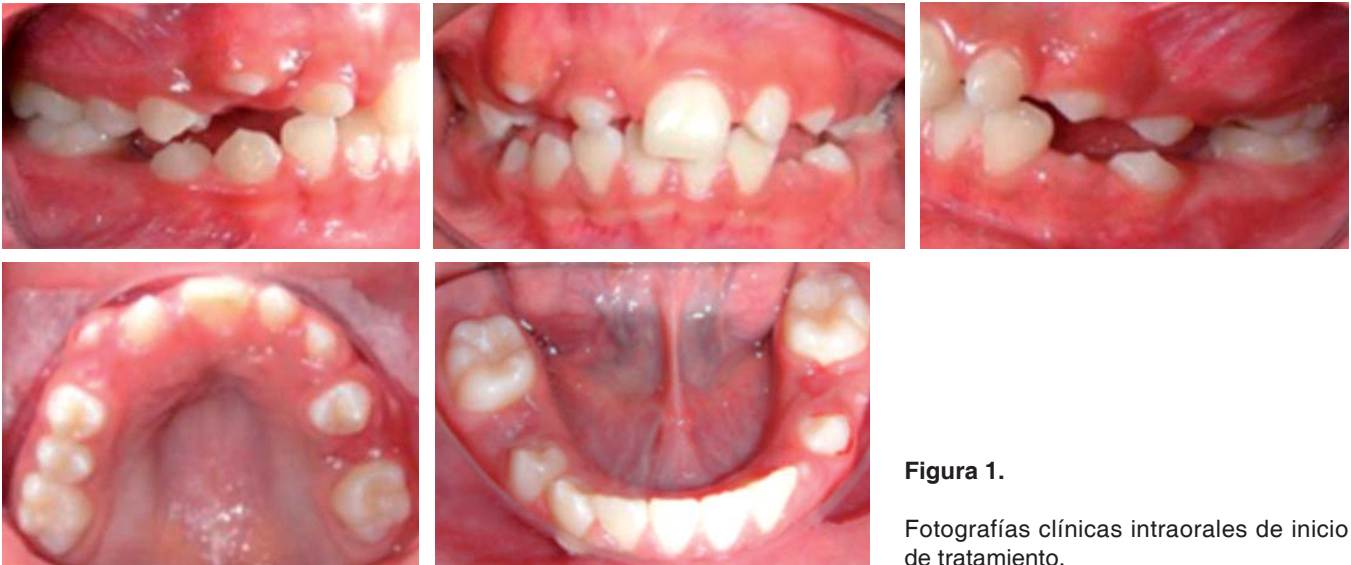 Figura 1.
Fotografías clínicas intraorales de inicio
de tratamiento.